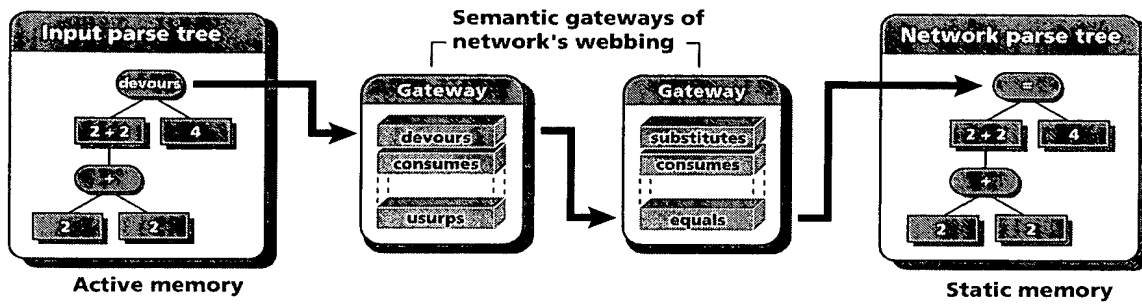 Input parse tree
devours
2 + 2
4
+
2
2
Active memory
Semantic gateways of
network's webbing
Gateway
devours
consumes
usurps
Gateway
substitutes
consumes
equals
Network parse tree
=
2 + 2
4
+
2
2
Static memory